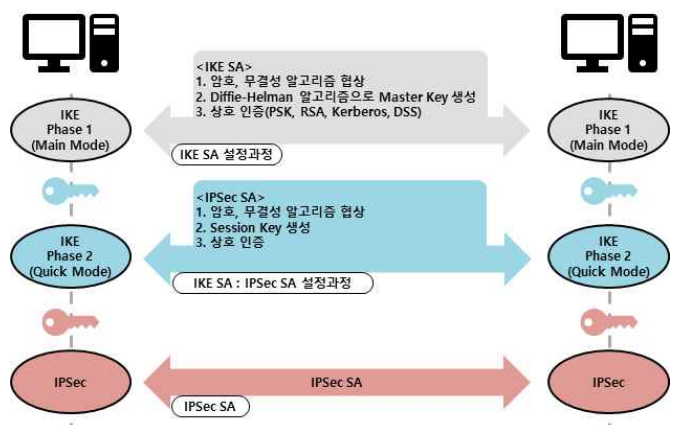 <IKE SA>
1. 암호, 무결성 알고리즘 협상
2. Diffie-Helman 알고리즘으로 Master Key 생성
3. 상호 인증(PSK, RSA, Kerberos, DSS)
IKE
Phase 1
(Main Mode)
IKE
Phase 1
(Main Mode)
IKE SA 설정과정
<IPSec SA>
1. 암호, 무결성 알고리즘 협상
2. Session Key 생성
3. 상호 인증
IKE
Phase 2
(Quick Mode)
IKE
Phase 2
(Quick Mode)
IKE SA : IPSec SA 설정과정
IPSec
IPSec SA
IPSec
IPSec SA